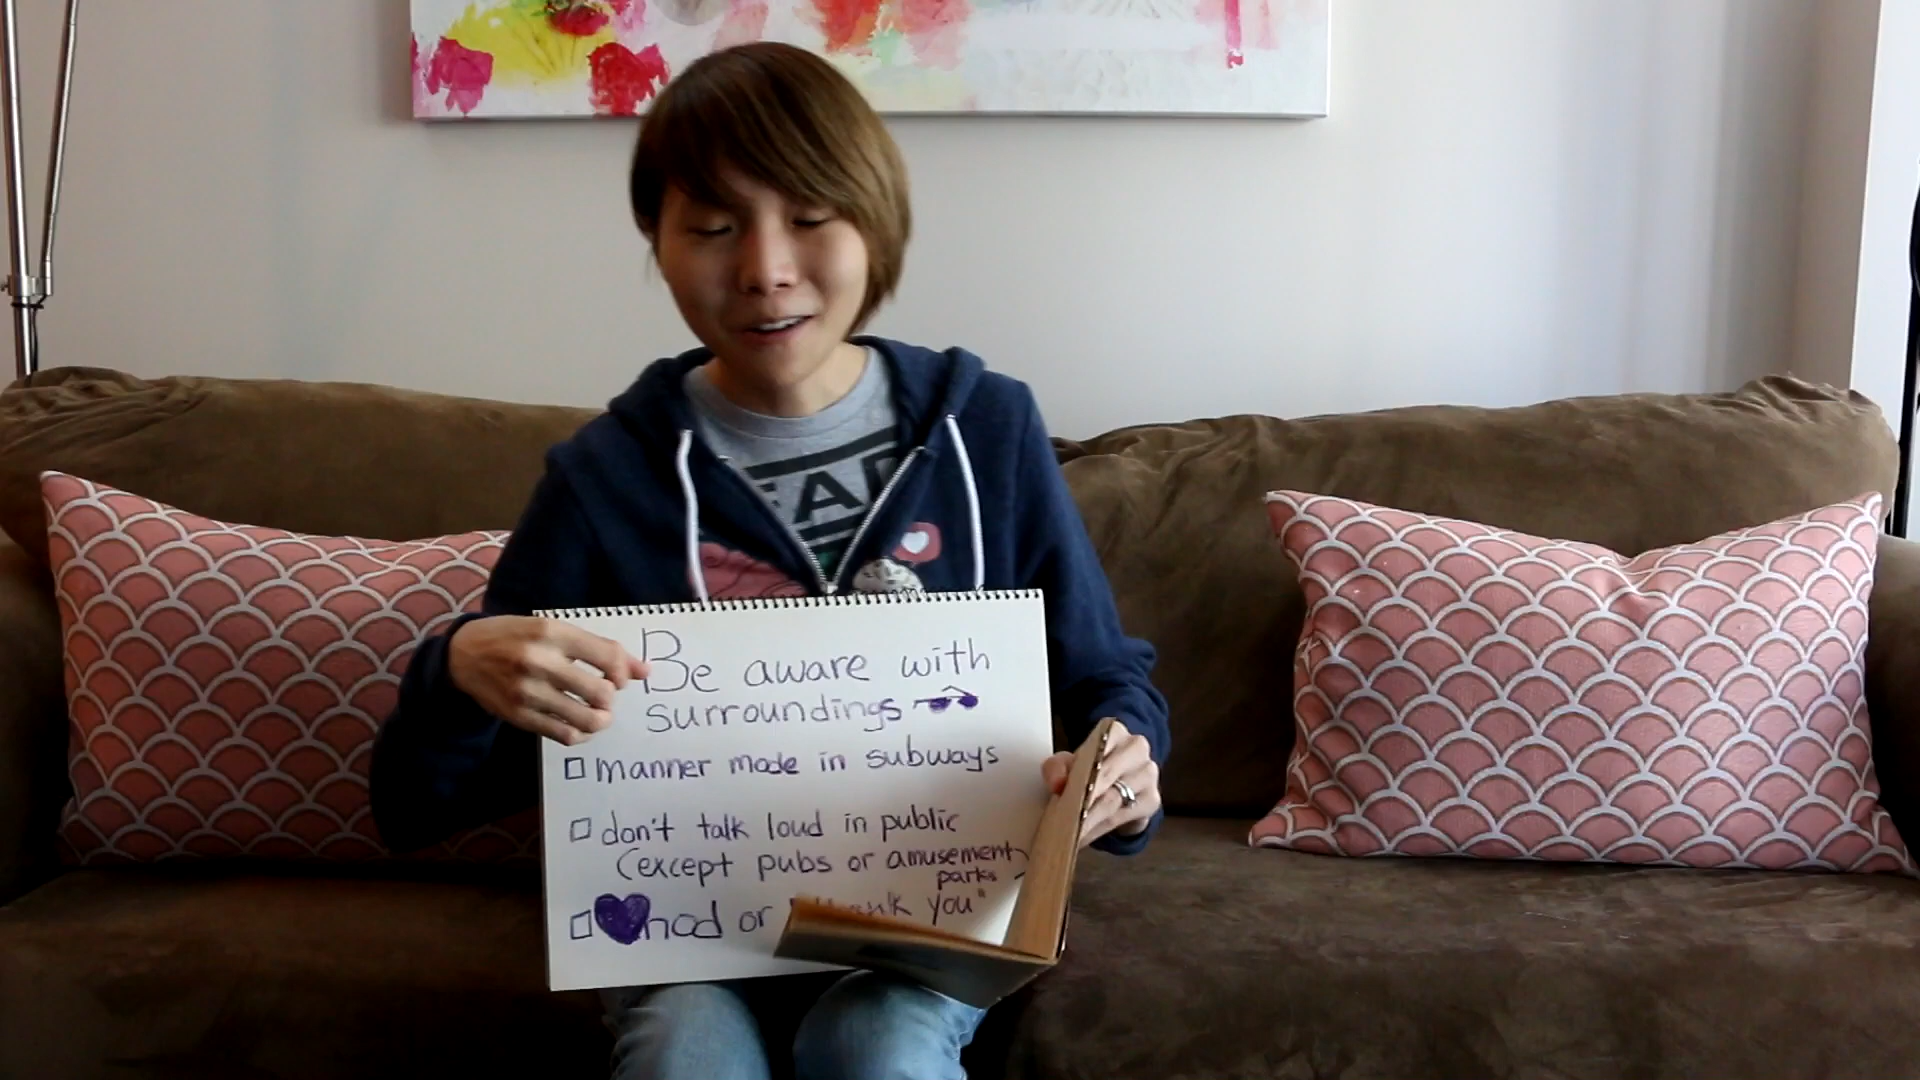 Be aware with
surroundings
manner mode in subways
don't talk loud in public
(except pubs or amusement
parks
nod or "thank you"